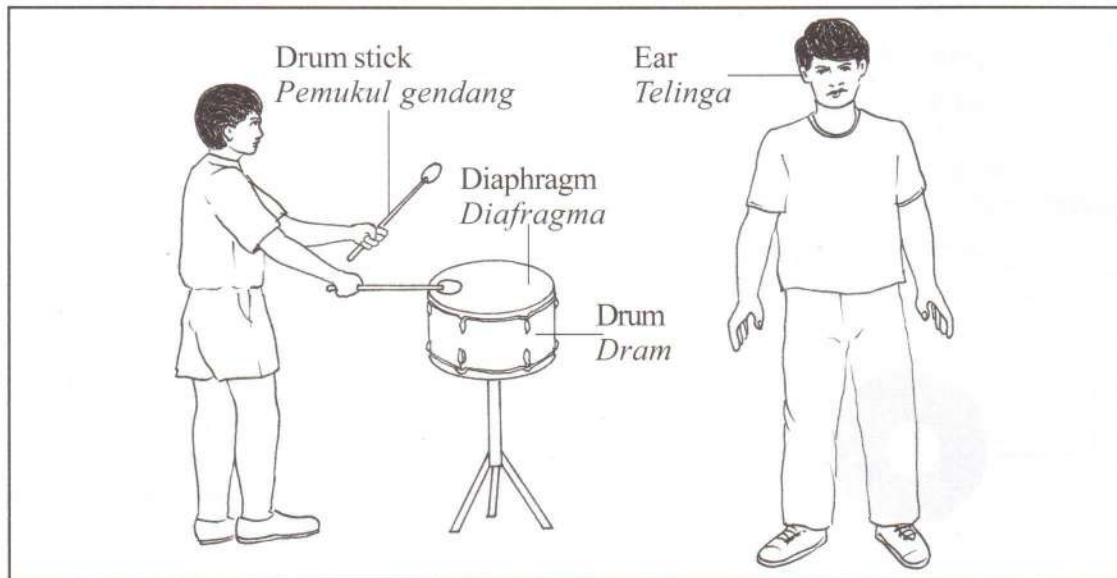 Drum stick
Pemukul gendang
Ear
Telinga
Diaphragm
Diafragma
Drum
Dram